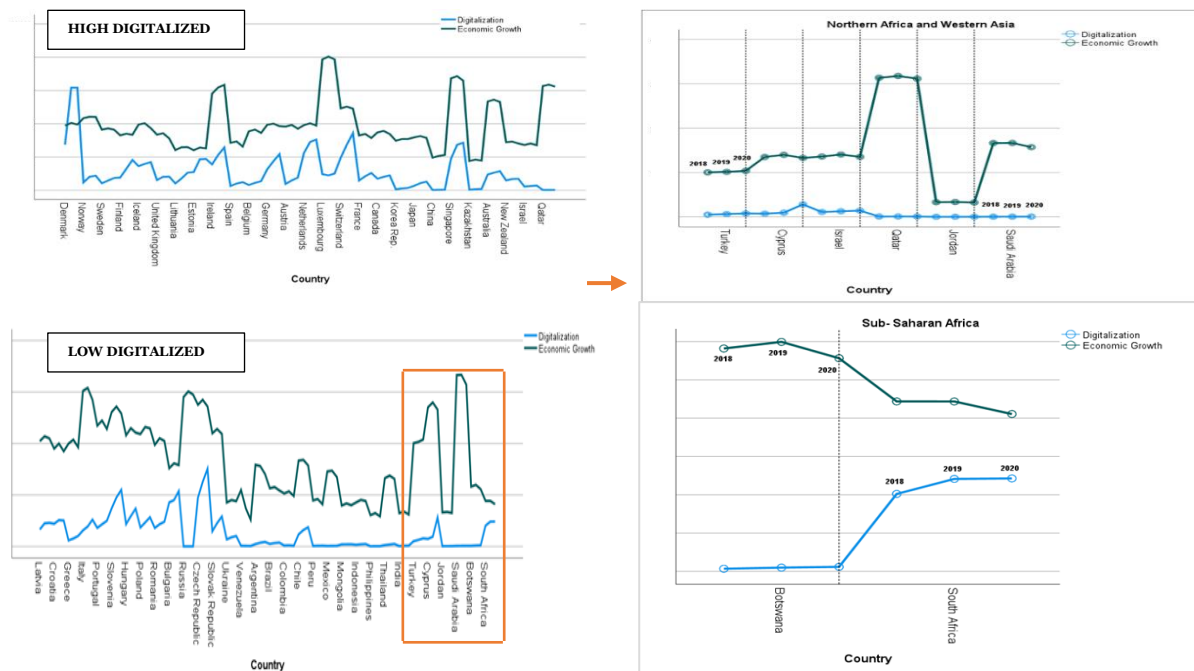 HIGH DIGITALIZED
Digitalization
Economic Growth
Denmark
Norway
Sweden
Finland
Iceland
United Kingdom
Lithuania
Estonia
Ireland
Spain
Belgium
Germany
Austria
Netherlands
Luxembourg
Switzerland
France
Canada
Korea Rep.
Japan
China
Singapore
Kazakhstan
Australia
New Zealand
Israel
Qatar
Country
Northern Africa and Western Asia
Digitalization
Economic Growth
2018 2019 2020
2018 2019 2020
Turkey
Cyprus
Israel
Qatar
Jordan
Saudi Arabia
Country
LOW DIGITALIZED
Digitalization
Economic Growth
Latvia
Croatia
Greece
Italy
Portugal
Slovenia
Hungary
Poland
Romania
Bulgaria
Russia
Czech Republic
Slovak Republic
Ukraine
Venezuela
Argentina
Brazil
Colombia
Chile
Peru
Mexico
Mongolia
Indonesia
Philippines
Thailand
India
Turkey
Cyprus
Jordan
Saudi Arabia
Botswana
South Africa
Country
Sub- Saharan Africa
Digitalization
Economic Growth
2018
2019
2020
2018
2019
2020
Botswana
South Africa
Country